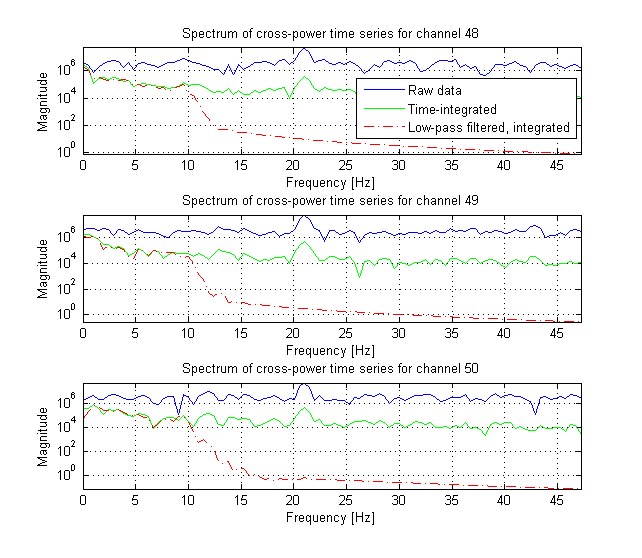 Spectrum of cross-power time series for channel 48
Magnitude
10^6
10^4
10^2
10^0
Raw data
Time-integrated
Low-pass filtered, integrated
0 5 10 15 20 25 30 35 40 45
Frequency [Hz]
Spectrum of cross-power time series for channel 49
Magnitude
10^6
10^4
10^2
10^0
0 5 10 15 20 25 30 35 40 45
Frequency [Hz]
Spectrum of cross-power time series for channel 50
Magnitude
10^6
10^4
10^2
10^0
0 5 10 15 20 25 30 35 40 45
Frequency [Hz]